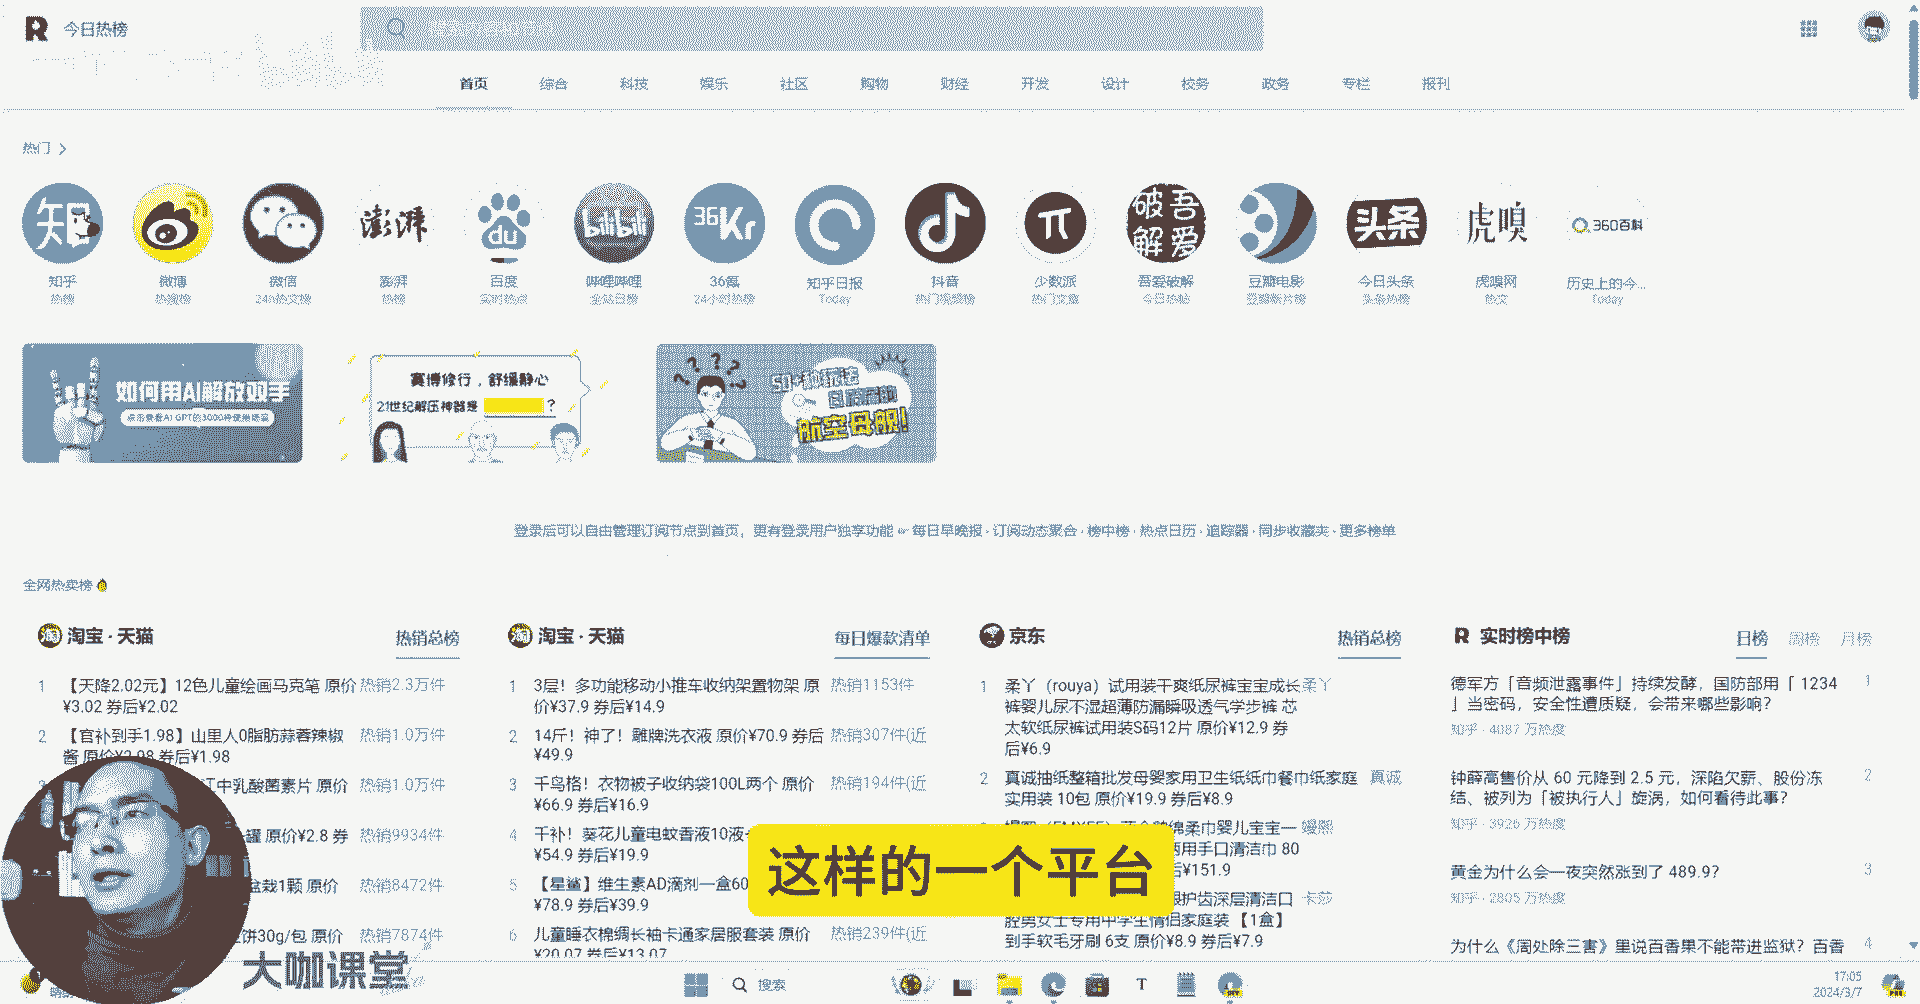 今日热榜
首页 综合 科技 娱乐 社区 购物 财经 开发 设计 校务 政务 专栏 报刊
热门
知
澎湃
du
bilibili
36Kr
吾爱破解
头条
虎嗅
360百科
知乎 微博 微信 澎湃 百度 哔哩哔哩 36氪 知乎日报 抖音 少数派 吾爱破解 豆瓣电影 今日头条 虎嗅网 历史上的今...
热榜 热搜榜 24h热文榜 热榜 实时热点 全站日榜 24小时热榜 Today 热门视频榜 热门文章 今日热帖 豆瓣新片榜 头条热榜 热文 Today
如何用AI解放双手
点击查看AI GPT的3000种使用场景
赛博修行，舒缓静心
21世纪解压神器是 ?
50+种玩法
航空母舰!
登录后可以自由管理订阅节点到首页，更有登录用户独享功能 每日早晚报 · 订阅动态聚合 · 榜中榜 · 热点日历 · 追踪器 · 同步收藏夹 · 更多榜单
全网热卖榜
淘宝 · 天猫 热销总榜
1 【天降2.02元】12色儿童绘画马克笔 原价 热销2.3万件
¥3.02 券后¥2.02
2 【官补到手1.98】山里人0脂肪蒜蓉辣椒 热销1.0万件
酱 原价¥3.98 券后¥1.98
江中乳酸菌素片 原价 热销1.0万件
罐 原价¥2.8 券 热销9934件
盆栽1颗 原价 热销8472件
饼30g/包 原价 热销7874件
淘宝 · 天猫 每日爆款清单
1 3层！多功能移动小推车收纳架置物架 原 热销1153件
价¥37.9 券后¥14.9
2 14斤！神了！雕牌洗衣液 原价¥70.9 券后 热销307件(近
¥49.9
3 千鸟格！衣物被子收纳袋100L两个 原价 热销194件(近
¥66.9 券后¥16.9
4 千补！葵花儿童电蚊香液10液
¥54.9 券后¥19.9
5 【星鲨】维生素AD滴剂一盒60
¥78.9 券后¥39.9
6 儿童睡衣棉绸长袖卡通家居服套装 原价 热销239件(近
¥20.07 券后¥13.07
京东 热销总榜
1 柔丫（rouya）试用装干爽纸尿裤宝宝成长 柔丫
裤婴儿尿不湿超薄防漏瞬吸透气学步裤 芯
太软纸尿裤试用装S码12片 原价¥12.9 券
后¥6.9
2 真诚抽纸整箱批发母婴家用卫生纸纸巾餐巾纸家庭 真诚
实用装 10包 原价¥19.9 券后¥8.9
绵柔巾婴儿宝宝一 嫚熙
两用手口清洁巾 80
后¥151.9
护齿深层清洁口 卡莎
腔男女士专用中学生情侣家庭装 【1盒】
到手软毛牙刷 6支 原价¥8.9 券后¥7.9
实时榜中榜 日榜 周榜 月榜
德军方「音频泄露事件」持续发酵，国防部用「 1234 1
」当密码，安全性遭质疑，会带来哪些影响？
知乎 · 4087 万热度
钟薛高售价从 60 元降到 2.5 元，深陷欠薪、股份冻 2
结、被列为「被执行人」旋涡，如何看待此事？
知乎 · 3926 万热度
黄金为什么会一夜突然涨到了 489.9？ 3
知乎 · 2805 万热度
为什么《周处除三害》里说百香果不能带进监狱？百香 4
这样的一个平台
大咖课堂
搜索
17:05
2024/3/7